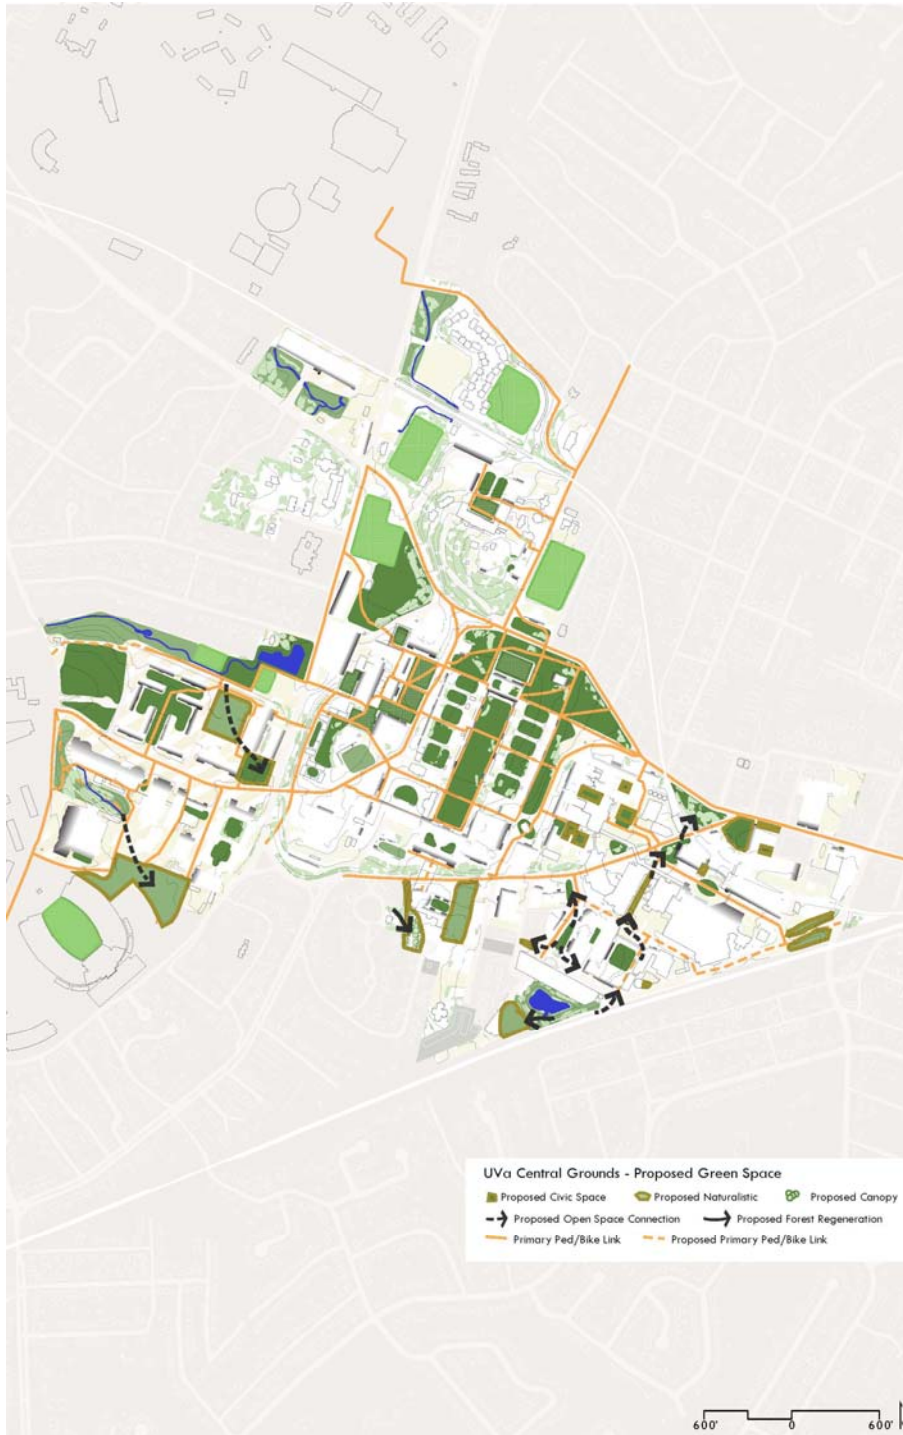 UVa Central Grounds - Proposed Green Space
Proposed Civic Space Proposed Naturalistic Proposed Canopy
Proposed Open Space Connection Proposed Forest Regeneration
Primary Ped/Bike Link Proposed Primary Ped/Bike Link
600' 0 600'